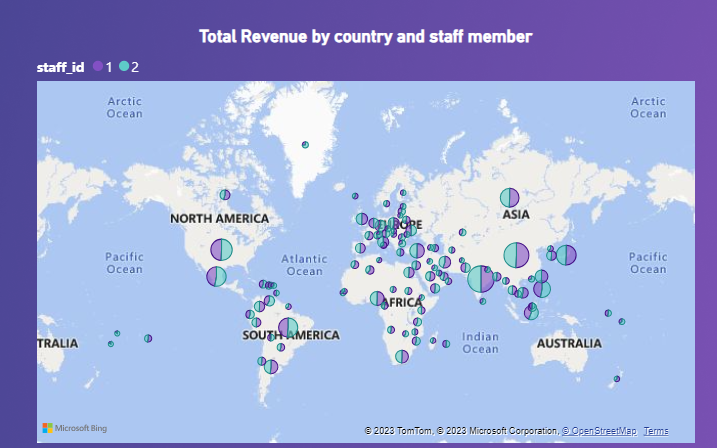 Total Revenue by country and staff member
staff_id 1 2
Arctic
Ocean
Arctic
Ocean
NORTH AMERICA
OPE
ASIA
Pacific
Ocean
Atlantic
Ocean
Pacific
Ocean
AFRICA
SOUTH AMERICA
Indian
Ocean
TRALIA
AUSTRALIA
Microsoft Bing
© 2023 TomTom, © 2023 Microsoft Corporation, © OpenStreetMap Terms